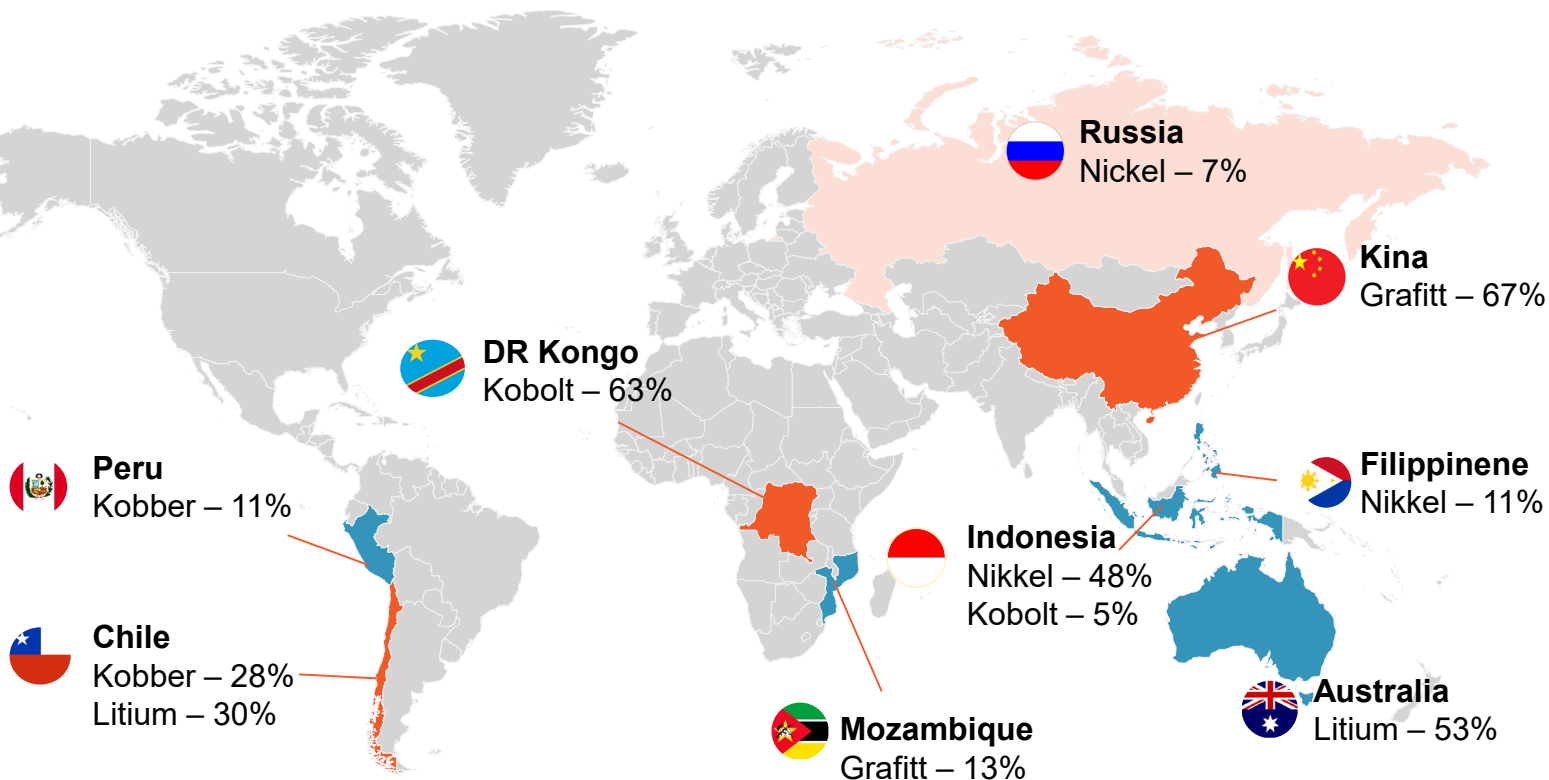 Russia
Nickel – 7%
Kina
Grafitt – 67%
DR Kongo
Kobolt – 63%
Peru
Kobber – 11%
Filippinene
Nikkel – 11%
Indonesia
Nikkel – 48%
Kobolt – 5%
Chile
Kobber – 28%
Litium – 30%
Australia
Litium – 53%
Mozambique
Grafitt – 13%